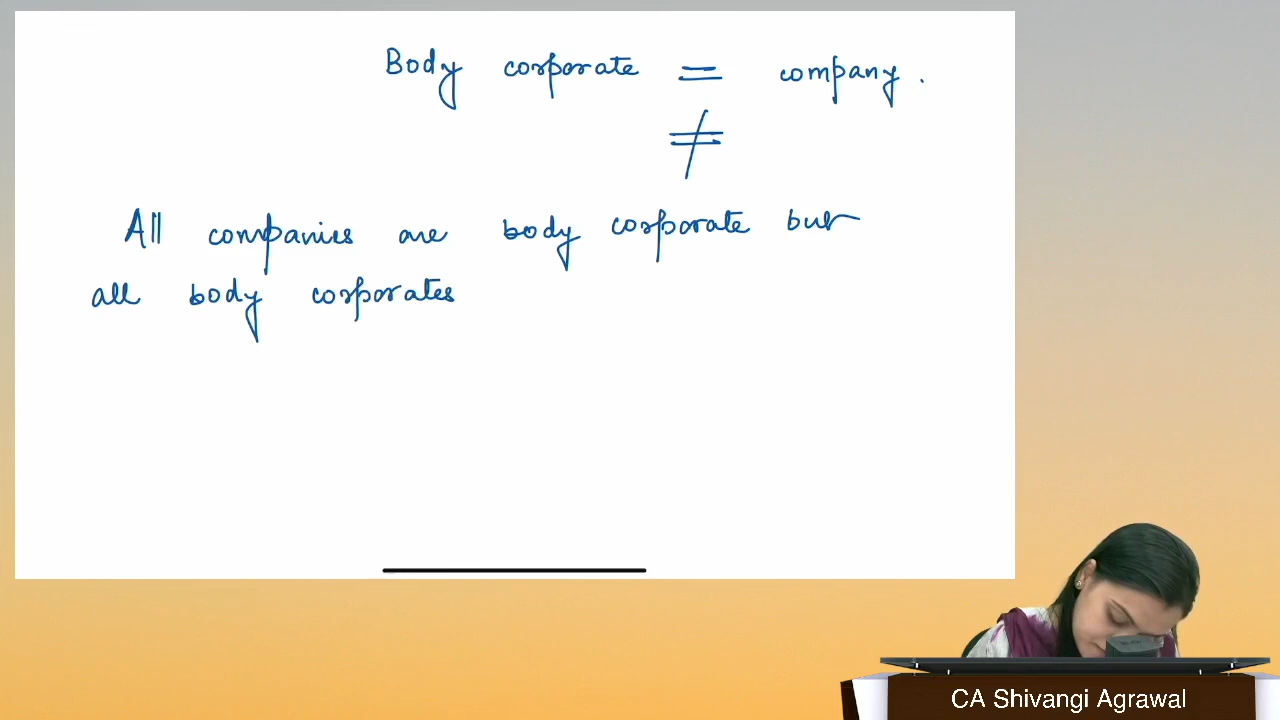 Body corporate = company.
≠
All companies are body corporate but
all body corporates
CA Shivangi Agrawal